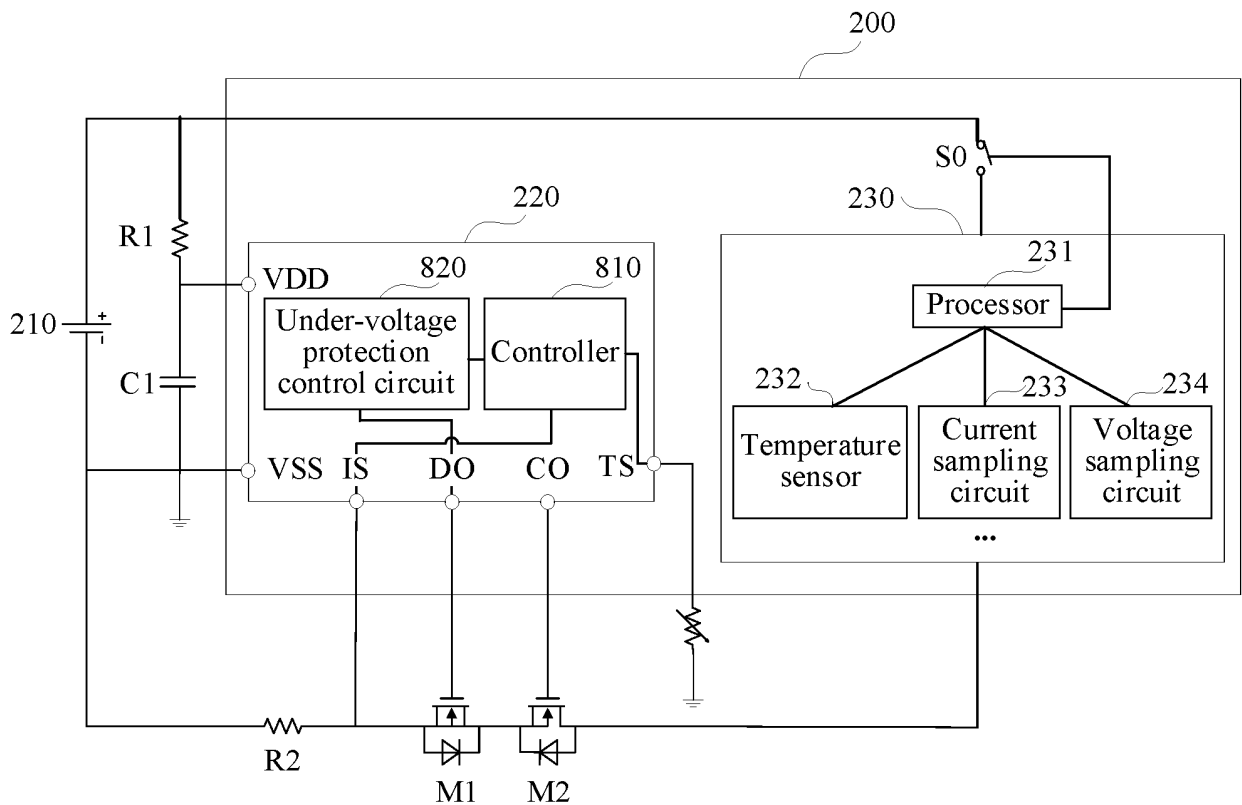 200
S0
230
220
R1
VDD
820
810
231
Processor
210
+
-
Under-voltage
protection
control circuit
Controller
C1
232
233
234
Temperature
sensor
Current
sampling
circuit
Voltage
sampling
circuit
VSS IS DO CO TS
...
R2
M1
M2